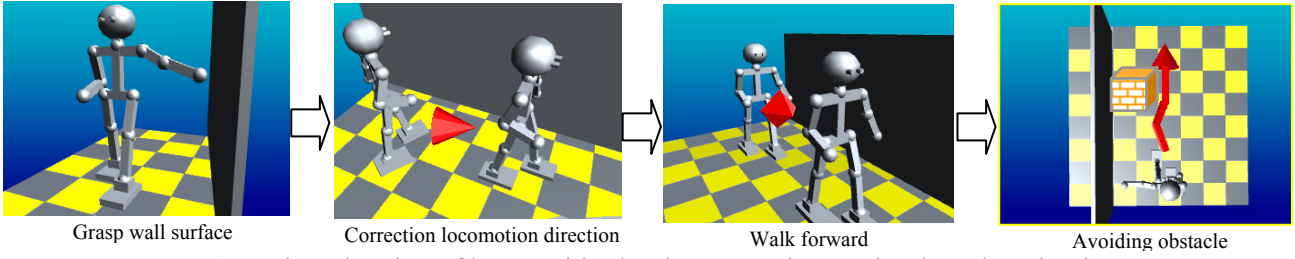 Grasp wall surface
Correction locomotion direction
Walk forward
Avoiding obstacle